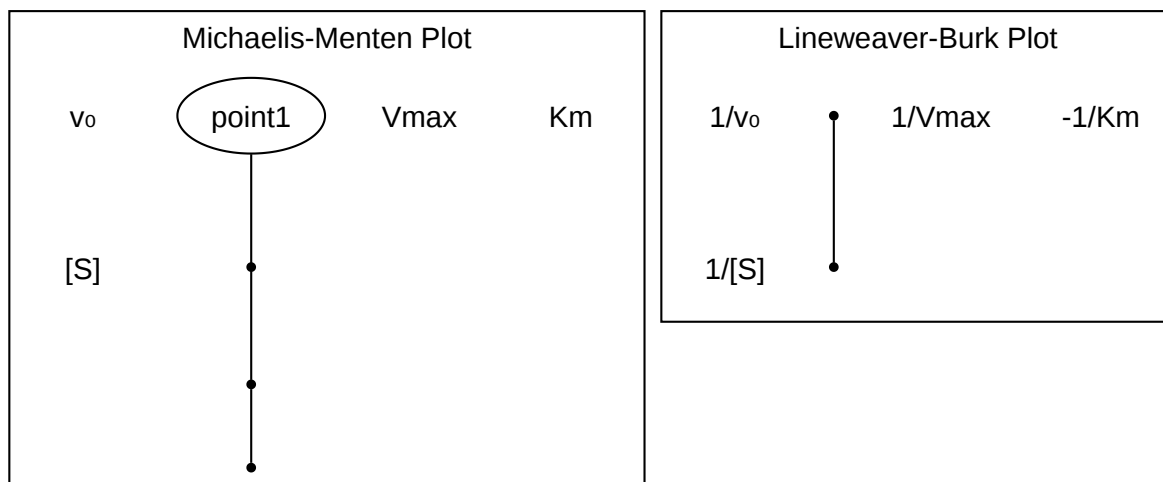 Michaelis-Menten Plot
v₀ point1 Vmax Km
[S]
Lineweaver-Burk Plot
1/v₀ 1/Vmax -1/Km
1/[S]